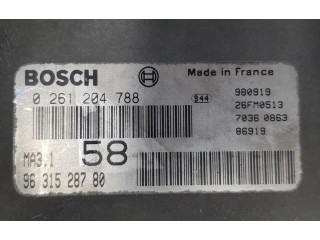 BOSCH
Made in France
0 261 204 788
944
980919
26FM0513
7036 0863
86919
MA3.1
58
96 315 287 80